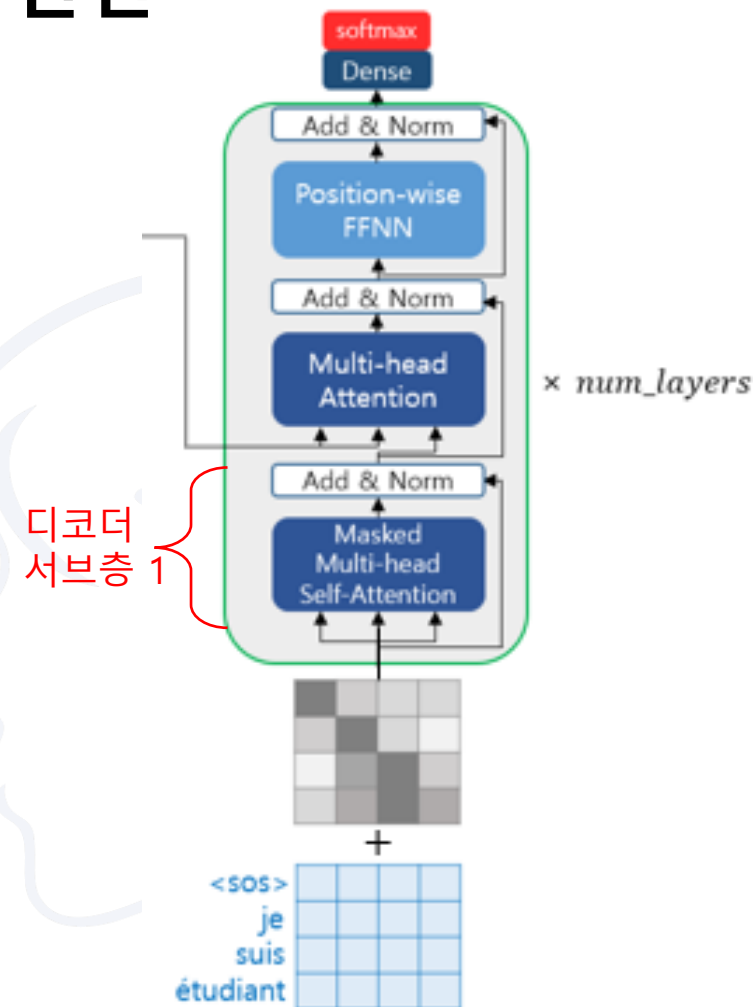 softmax
Dense
Add & Norm
Position-wise
FFNN
Add & Norm
Multi-head
Attention
× num_layers
Add & Norm
디코더
서브층 1
Masked
Multi-head
Self-Attention
+
<sos>
je
suis
étudiant